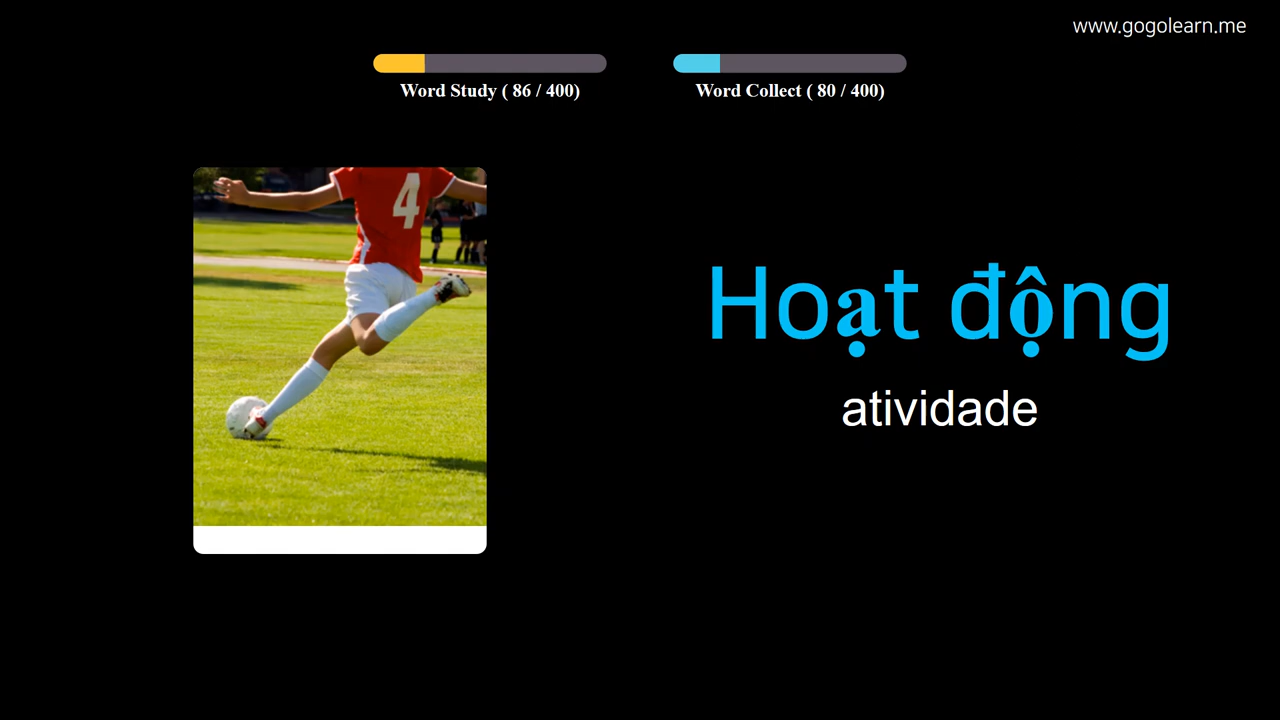 www.gogolearn.me
Word Study ( 86 / 400)
Word Collect ( 80 / 400)
4
Hoạt động
atividade